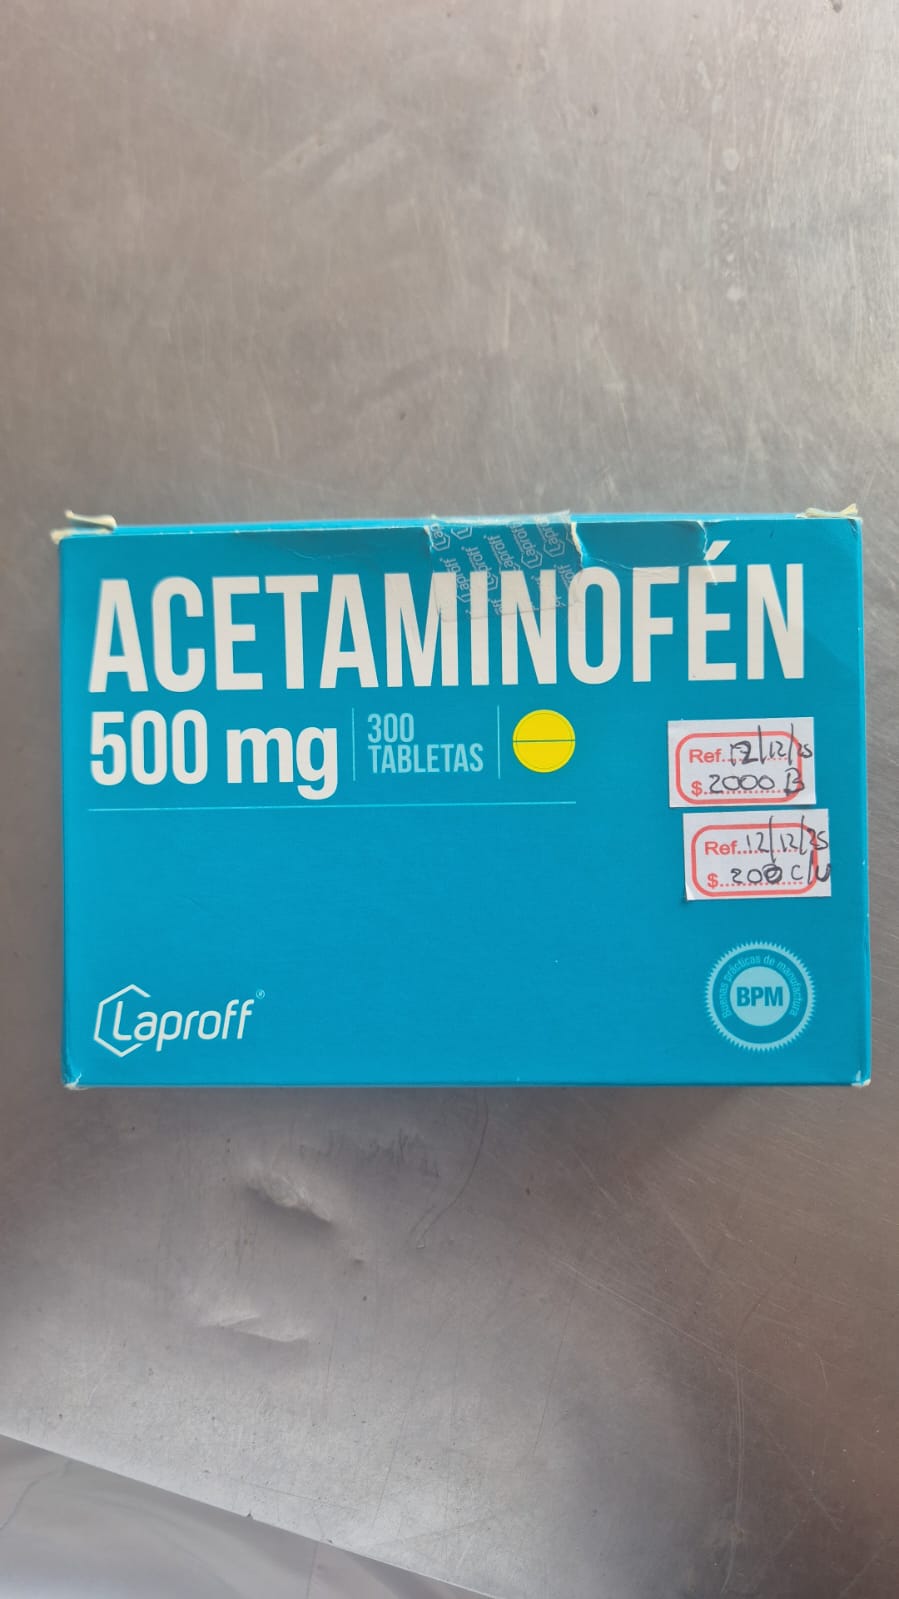 ACETAMINOFÉN
500 mg
300
TABLETAS
Ref. 12/12/25
$ 2000 B
Ref. 12/12/25
$ 200 c/u
Laproff®
Buenas prácticas de manufactura
BPM
Laproff